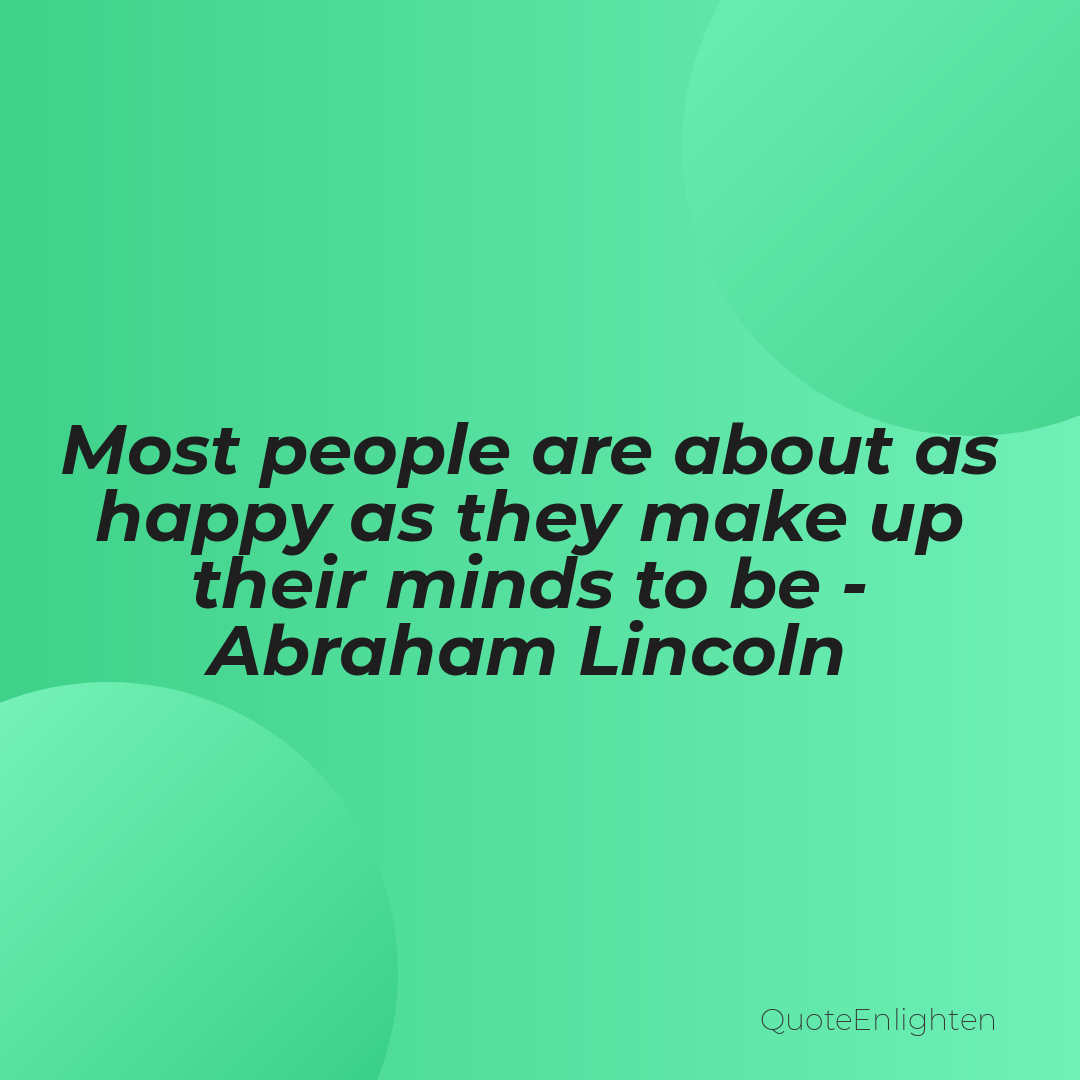 Most people are about as
happy as they make up
their minds to be -
Abraham Lincoln
QuoteEnlighten